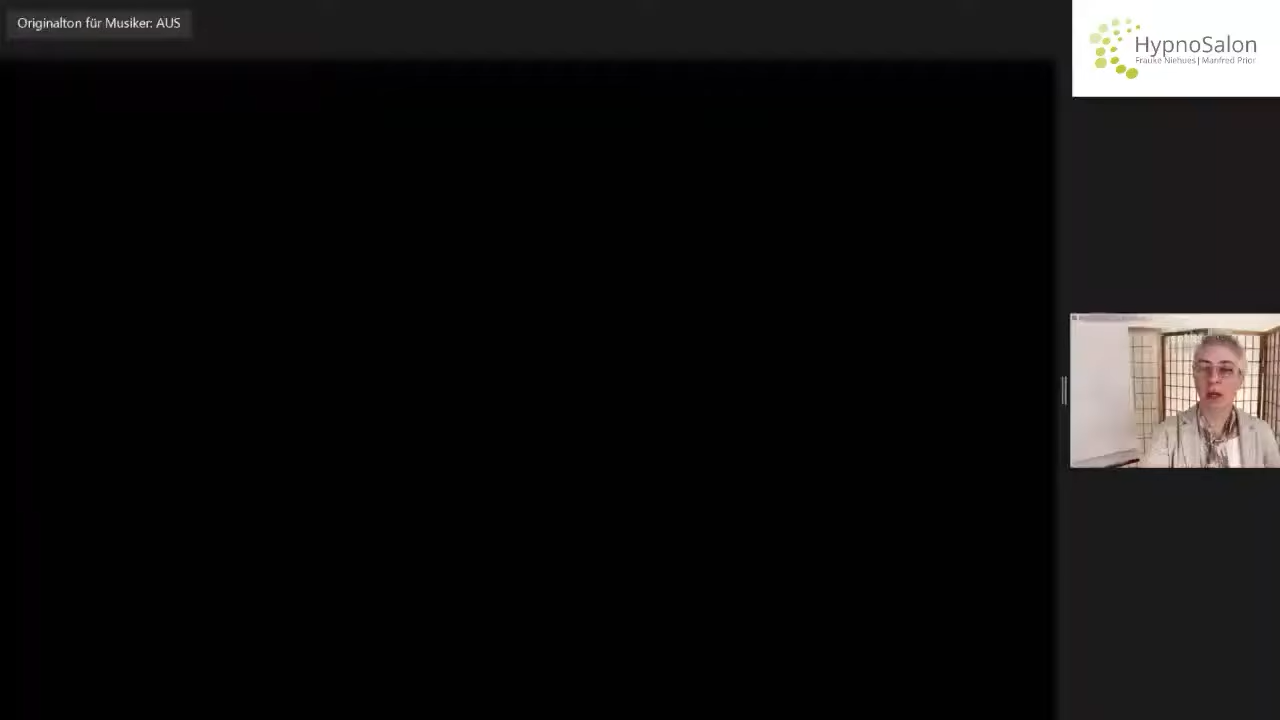 Originalton für Musiker: AUS
HypnoSalon
Frauke Niehues | Manfred Prior